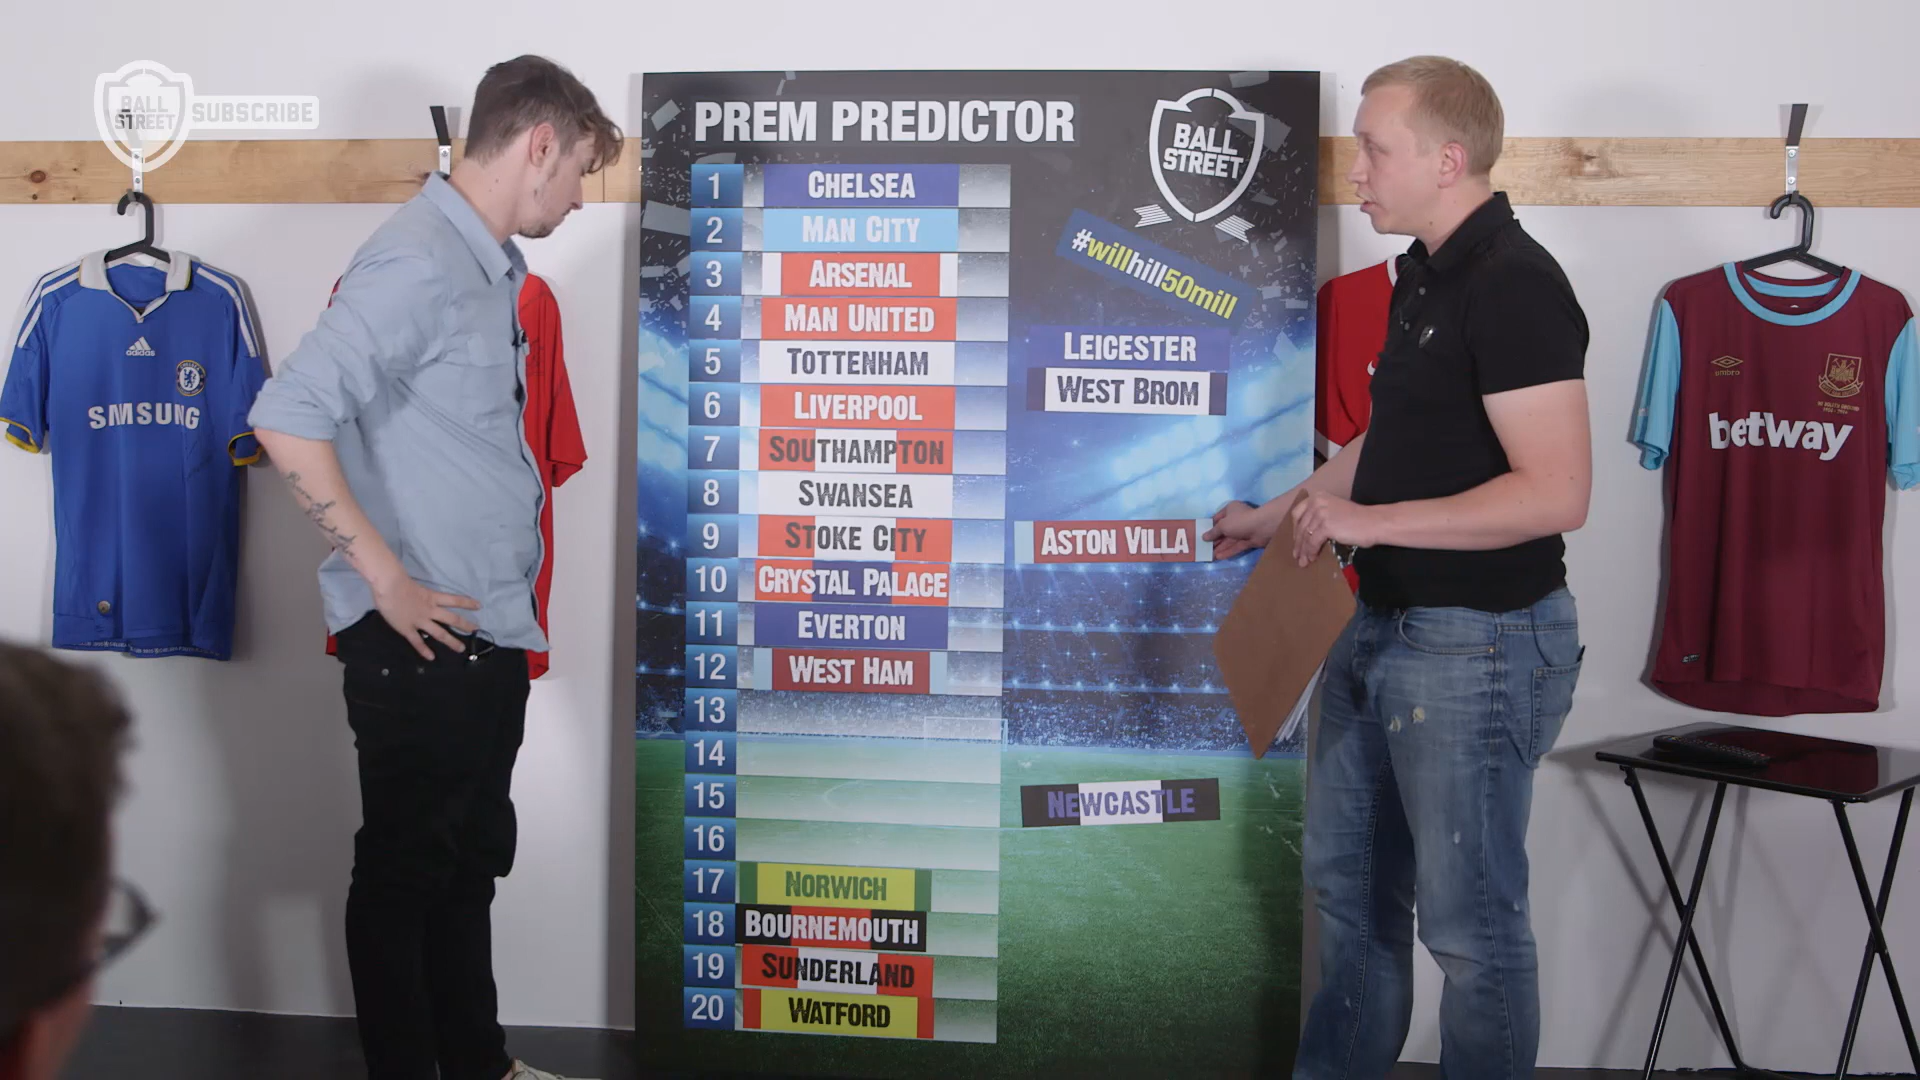 BALL
STREET
SUBSCRIBE
PREM PREDICTOR
BALL
STREET
#willhill50mill
1 CHELSEA
2 MAN CITY
3 ARSENAL
4 MAN UNITED
5 TOTTENHAM
6 LIVERPOOL
7 SOUTHAMPTON
8 SWANSEA
9 STOKE CITY
10 CRYSTAL PALACE
11 EVERTON
12 WEST HAM
13
14
15
16
17 NORWICH
18 BOURNEMOUTH
19 SUNDERLAND
20 WATFORD
LEICESTER
WEST BROM
ASTON VILLA
NEWCASTLE
adidas
SAMSUNG
umbro
betway